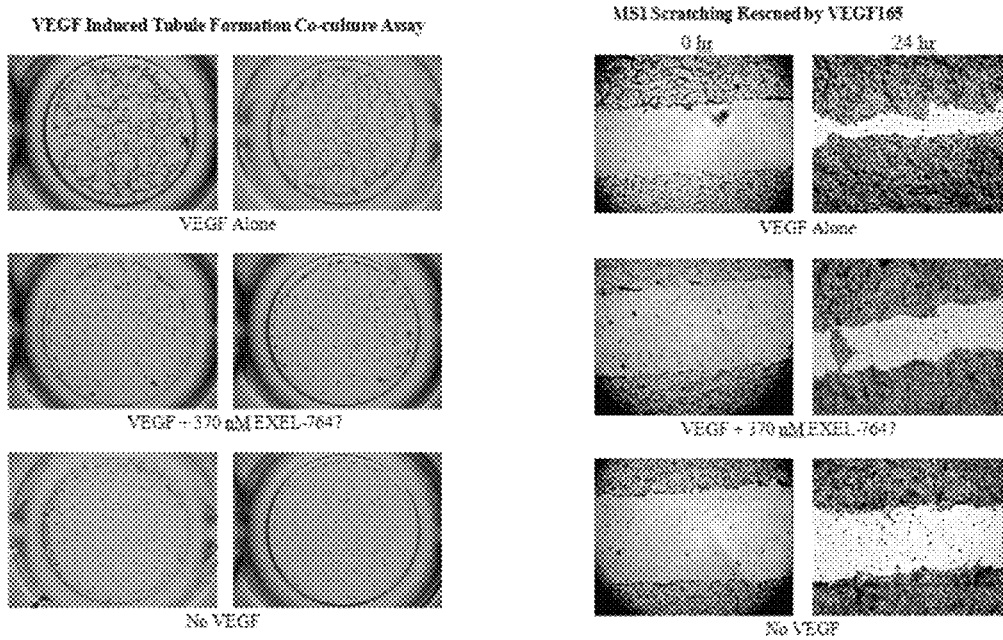 VEGF Induced Tubule Formation Co-culture Assay
VEGF Alone
VEGF + 370 nM EXEL-7647
No VEGF
MS1 Scratching Rescued by VEGF165
0 hr 24 hr
VEGF Alone
VEGF + 370 nM EXEL-7647
No VEGF